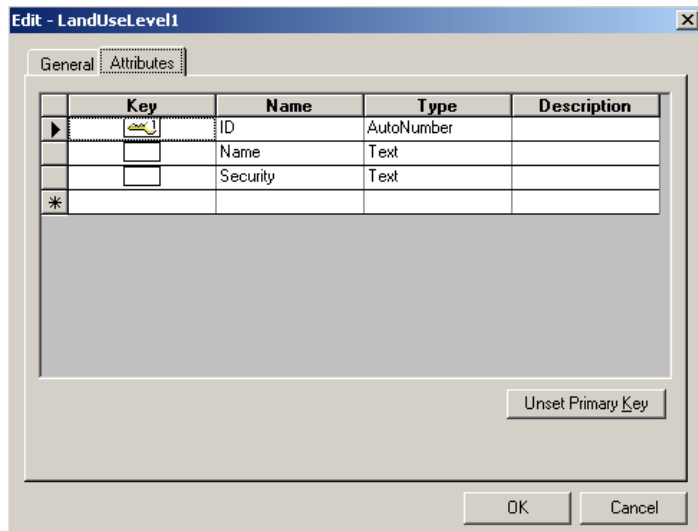 Edit - LandUseLevel1
General Attributes
Key Name Type Description
ID AutoNumber
Name Text
Security Text
Unset Primary Key
OK Cancel